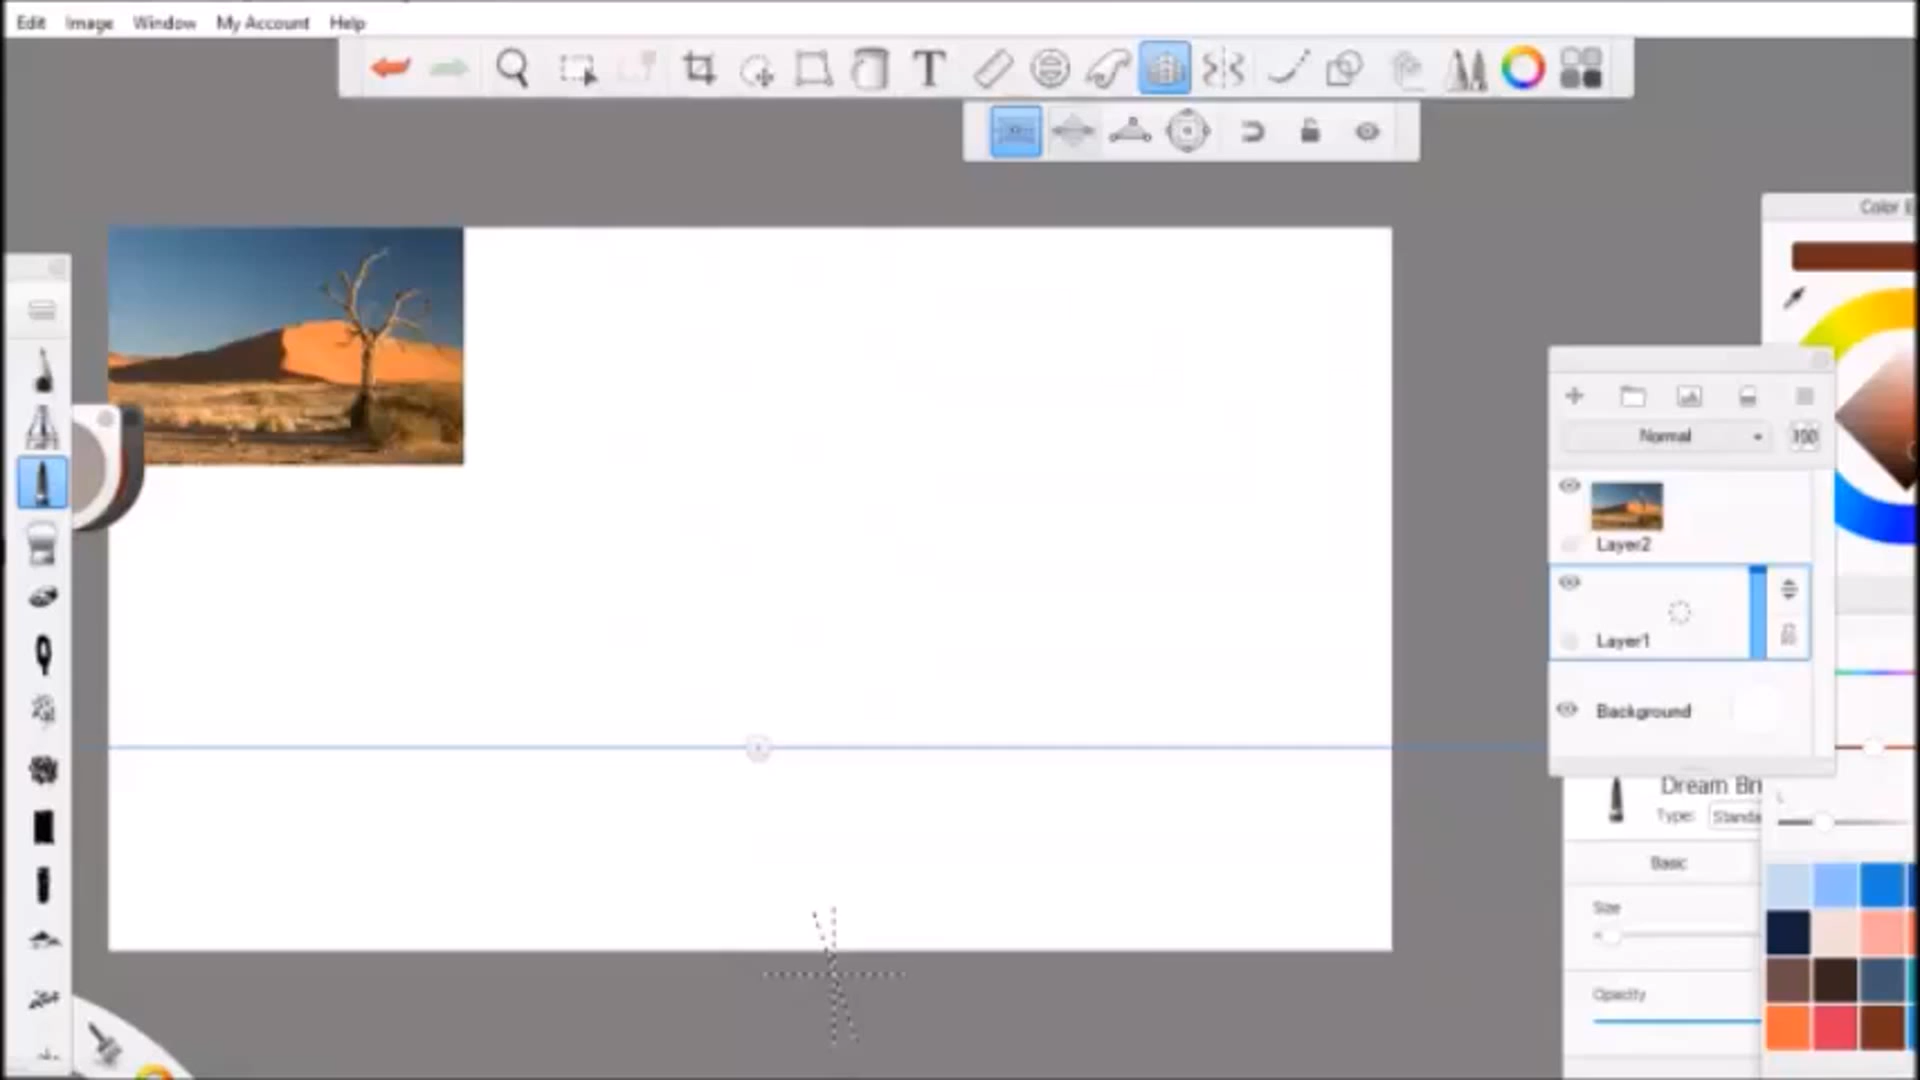 Edit Image Window My Account Help
T
Color E
Normal 100
Layer2
Layer1
Background
Dream Br
Type: Standa
Basic
Size
Opacity